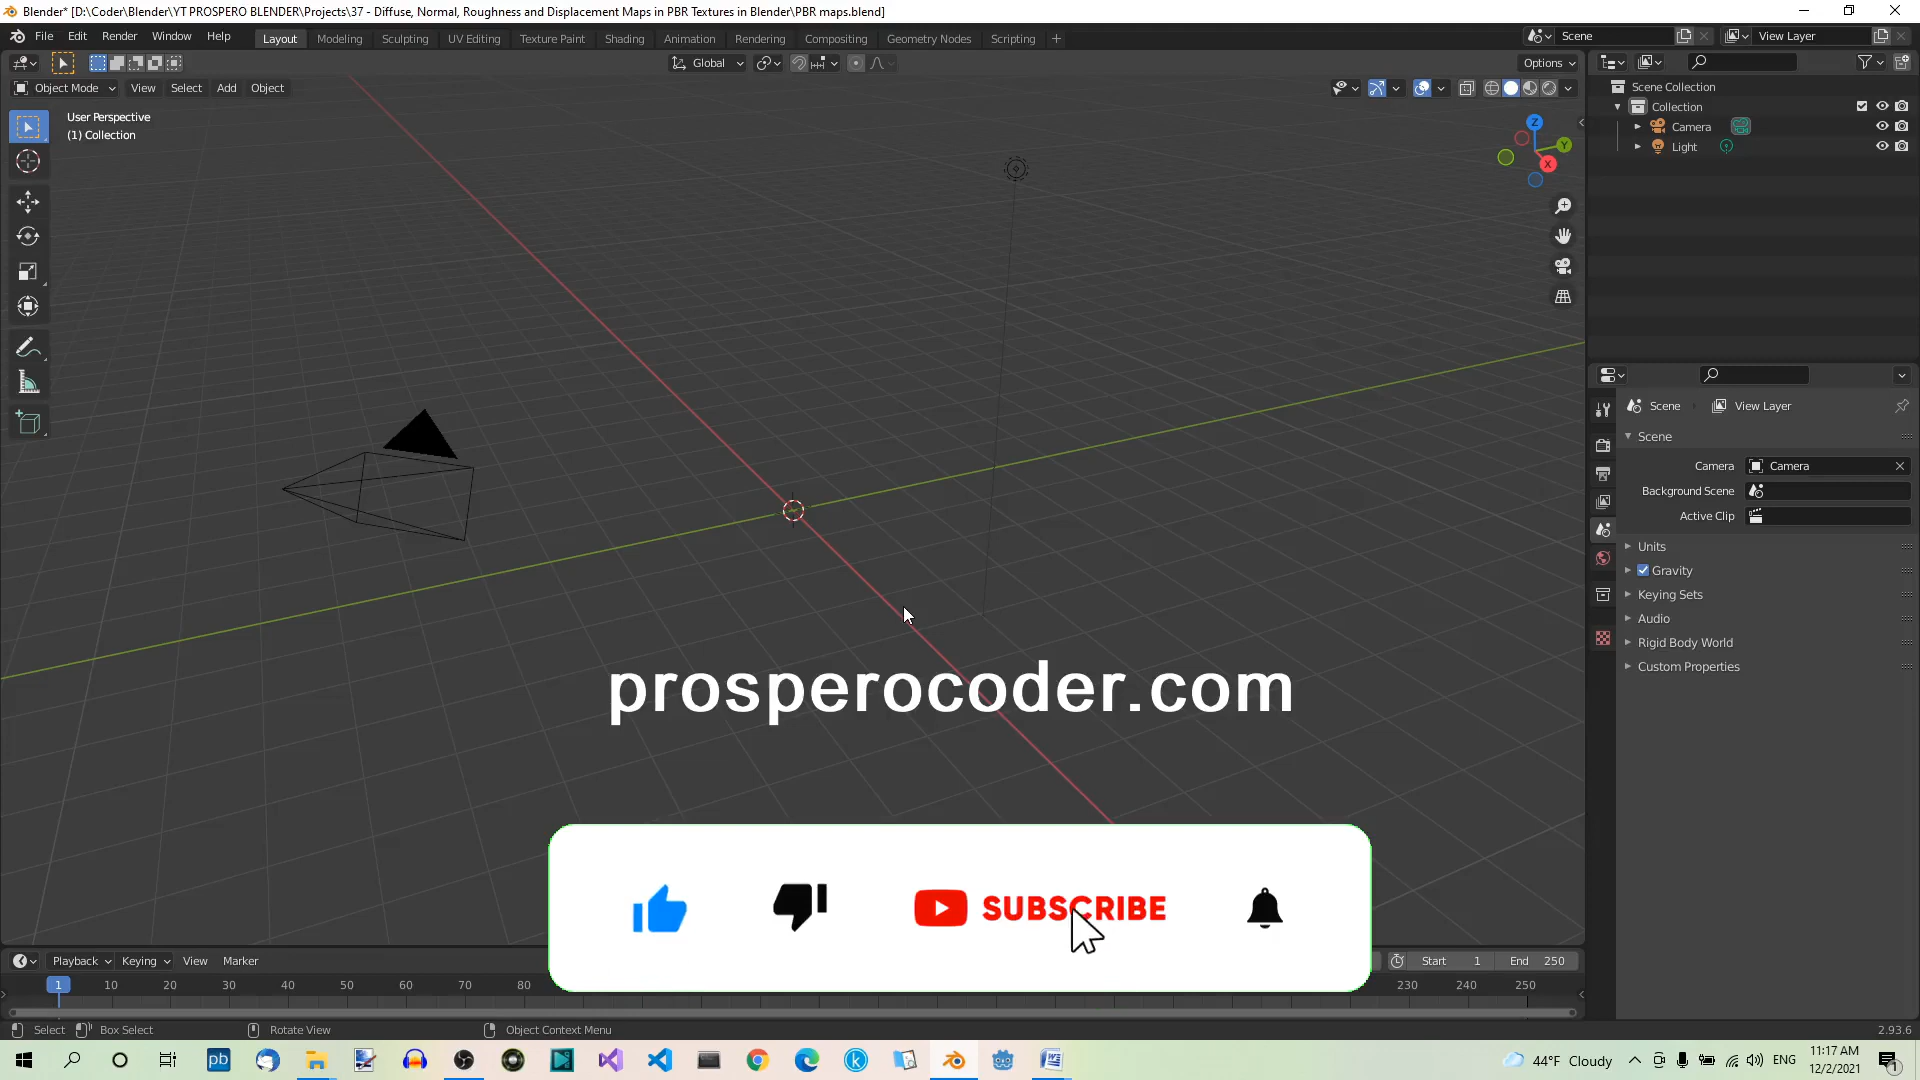 Blender* [D:\Coder\Blender\YT PROSPERO BLENDER\Projects\37 - Diffuse, Normal, Roughness and Displacement Maps in PBR Textures in Blender\PBR maps.blend]
File Edit Render Window Help Layout Modeling Sculpting UV Editing Texture Paint Shading Animation Rendering Compositing Geometry Nodes Scripting + Scene View Layer
Global Options
Object Mode View Select Add Object
User Perspective
(1) Collection
Z
Y
X
Scene Collection
Collection
Camera
Light
Scene View Layer
Scene
Camera Camera
Background Scene
Active Clip
Units
Gravity
Keying Sets
Audio
Rigid Body World
Custom Properties
prosperocoder.com
SUBSCRIBE
Playback Keying View Marker Start 1 End 250
1 10 20 30 40 50 60 70 80 230 240 250
Select Box Select Rotate View Object Context Menu 2.93.6
pb 44°F Cloudy ENG 11:17 AM
12/2/2021